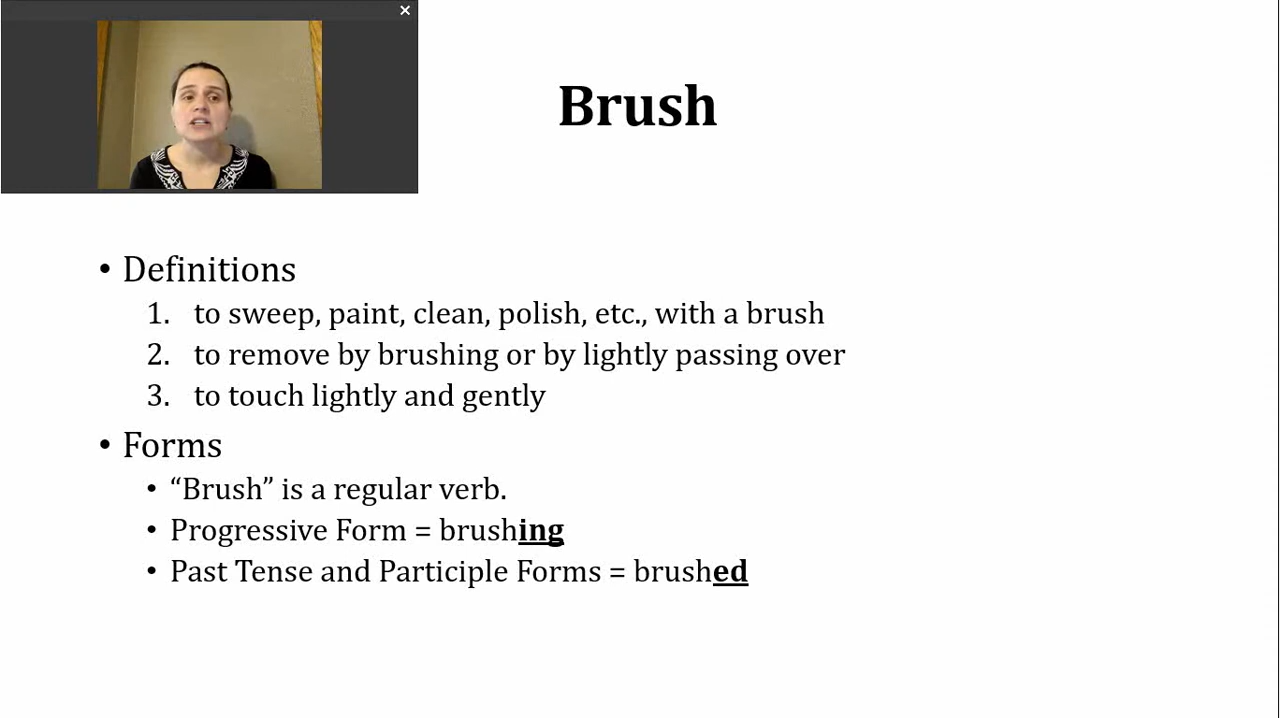 Brush
• Definitions
1. to sweep, paint, clean, polish, etc., with a brush
2. to remove by brushing or by lightly passing over
3. to touch lightly and gently
• Forms
• “Brush” is a regular verb.
• Progressive Form = brushing
• Past Tense and Participle Forms = brushed